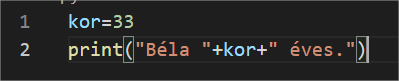 1 kor=33
2 print("Béla "+kor+" éves.")